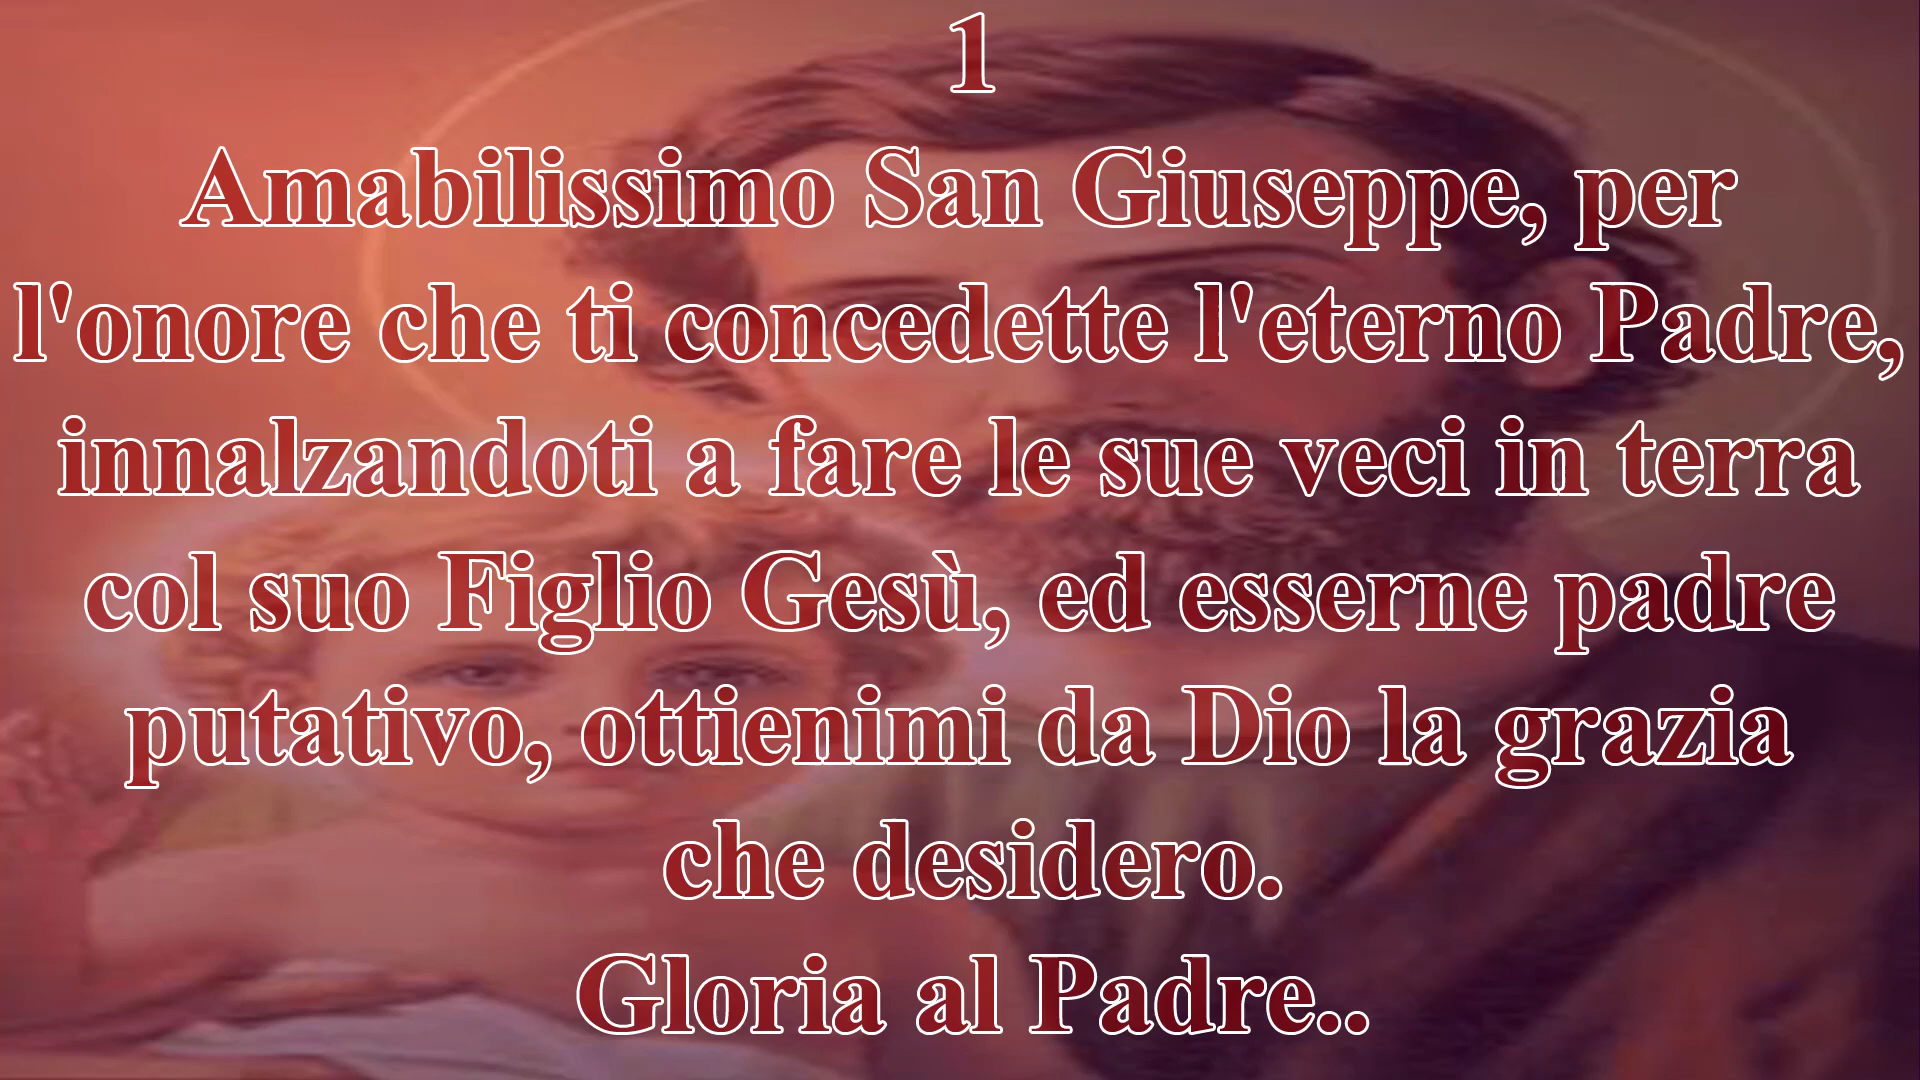 1
Amabilissimo San Giuseppe, per
l'onore che ti concedette l'eterno Padre,
innalzandoti a fare le sue veci in terra
col suo Figlio Gesù, ed esserne padre
putativo, ottienimi da Dio la grazia
che desidero.
Gloria al Padre..